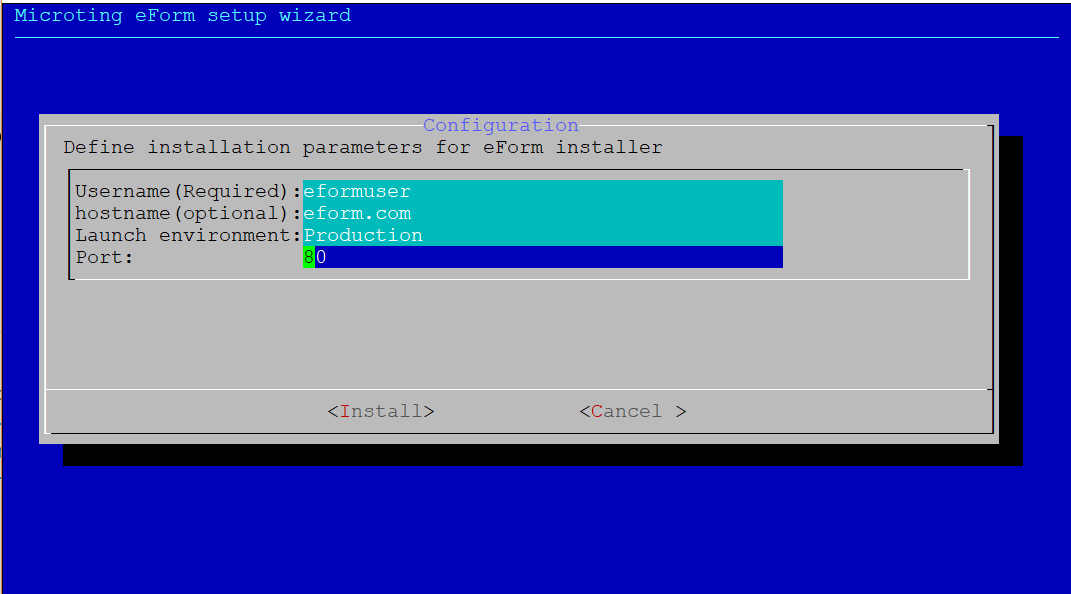 Microting eForm setup wizard
Configuration
Define installation parameters for eForm installer
Username(Required):eformuser
hostname(optional):eform.com
Launch environment:Production
Port: 80
<Install> <Cancel >